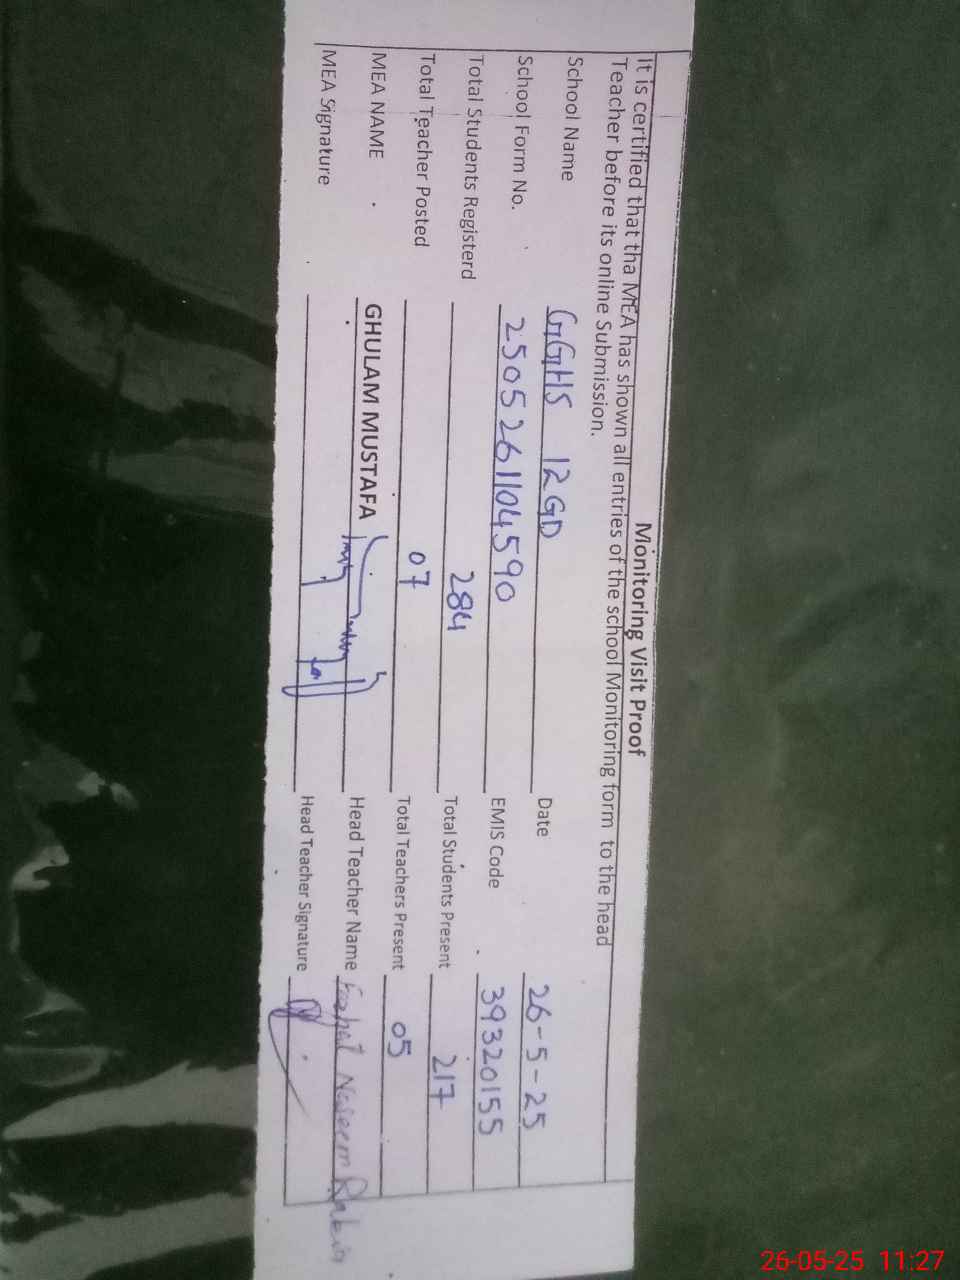 Monitoring Visit Proof
It is certified that tha MEA has shown all entries of the school Monitoring form to the head
Teacher before its online Submission.
School Name GGHS 12GD Date 26-5-25
School Form No. 2505261104590 EMIS Code 39320155
Total Students Registerd 284 Total Students Present 217
Total Teacher Posted 07 Total Teachers Present 05
MEA NAME GHULAM MUSTAFA Head Teacher Name Farhat Naseem
MEA Signature Head Teacher Signature
26-05-25 11:27